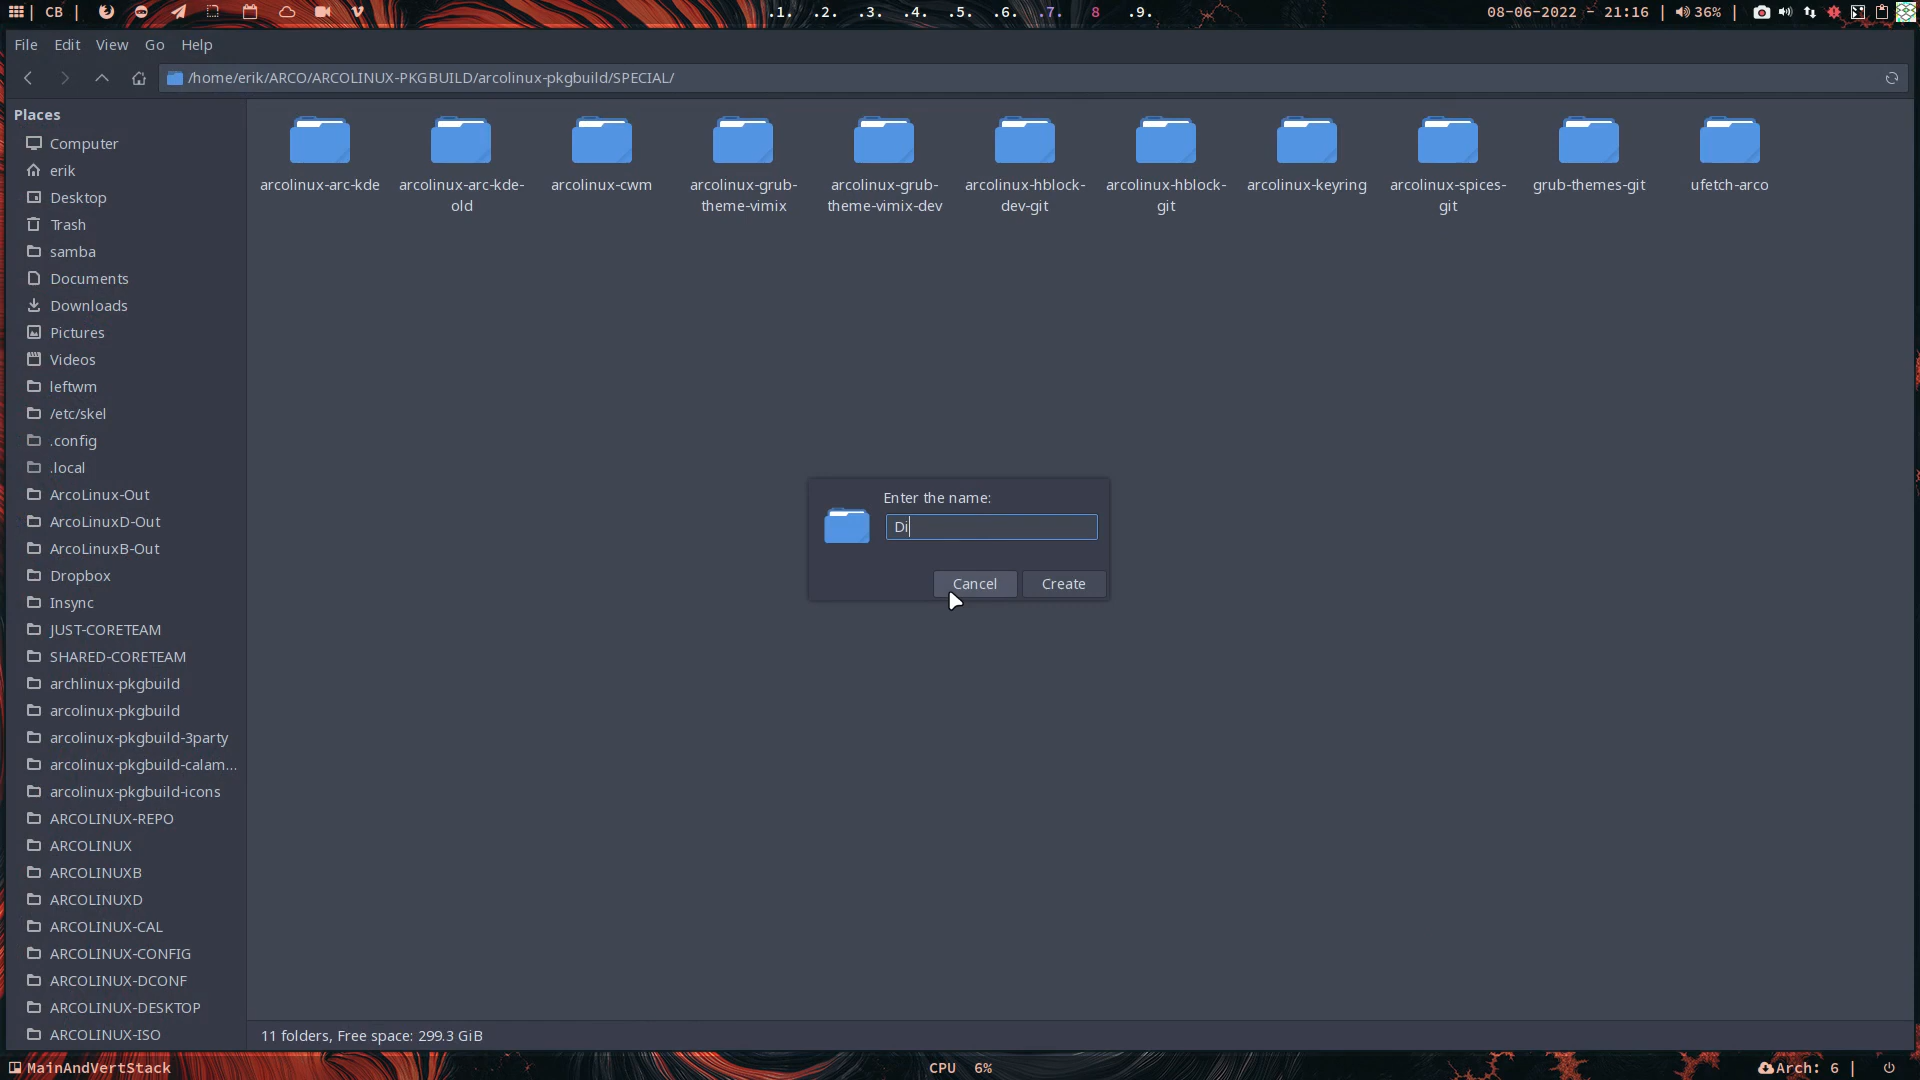 | CB |
.1. .2. .3. .4. .5. .6. .7. 8 .9.
08-06-2022 - 21:16 | 36% |
File Edit View Go Help
/home/erik/ARCO/ARCOLINUX-PKGBUILD/arcolinux-pkgbuild/SPECIAL/
Places
Computer
erik
Desktop
Trash
samba
Documents
Downloads
Pictures
Videos
leftwm
/etc/skel
.config
.local
ArcoLinux-Out
ArcoLinuxD-Out
ArcoLinuxB-Out
Dropbox
Insync
JUST-CORETEAM
SHARED-CORETEAM
archlinux-pkgbuild
arcolinux-pkgbuild
arcolinux-pkgbuild-3party
arcolinux-pkgbuild-calam...
arcolinux-pkgbuild-icons
ARCOLINUX-REPO
ARCOLINUX
ARCOLINUXB
ARCOLINUXD
ARCOLINUX-CAL
ARCOLINUX-CONFIG
ARCOLINUX-DCONF
ARCOLINUX-DESKTOP
ARCOLINUX-ISO
arcolinux-arc-kde
arcolinux-arc-kde-
old
arcolinux-cwm
arcolinux-grub-
theme-vimix
arcolinux-grub-
theme-vimix-dev
arcolinux-hblock-
dev-git
arcolinux-hblock-
git
arcolinux-keyring
arcolinux-spices-
git
grub-themes-git
ufetch-arco
Enter the name:
Di
Cancel Create
11 folders, Free space: 299.3 GiB
MainAndVertStack
CPU 6%
Arch: 6 |